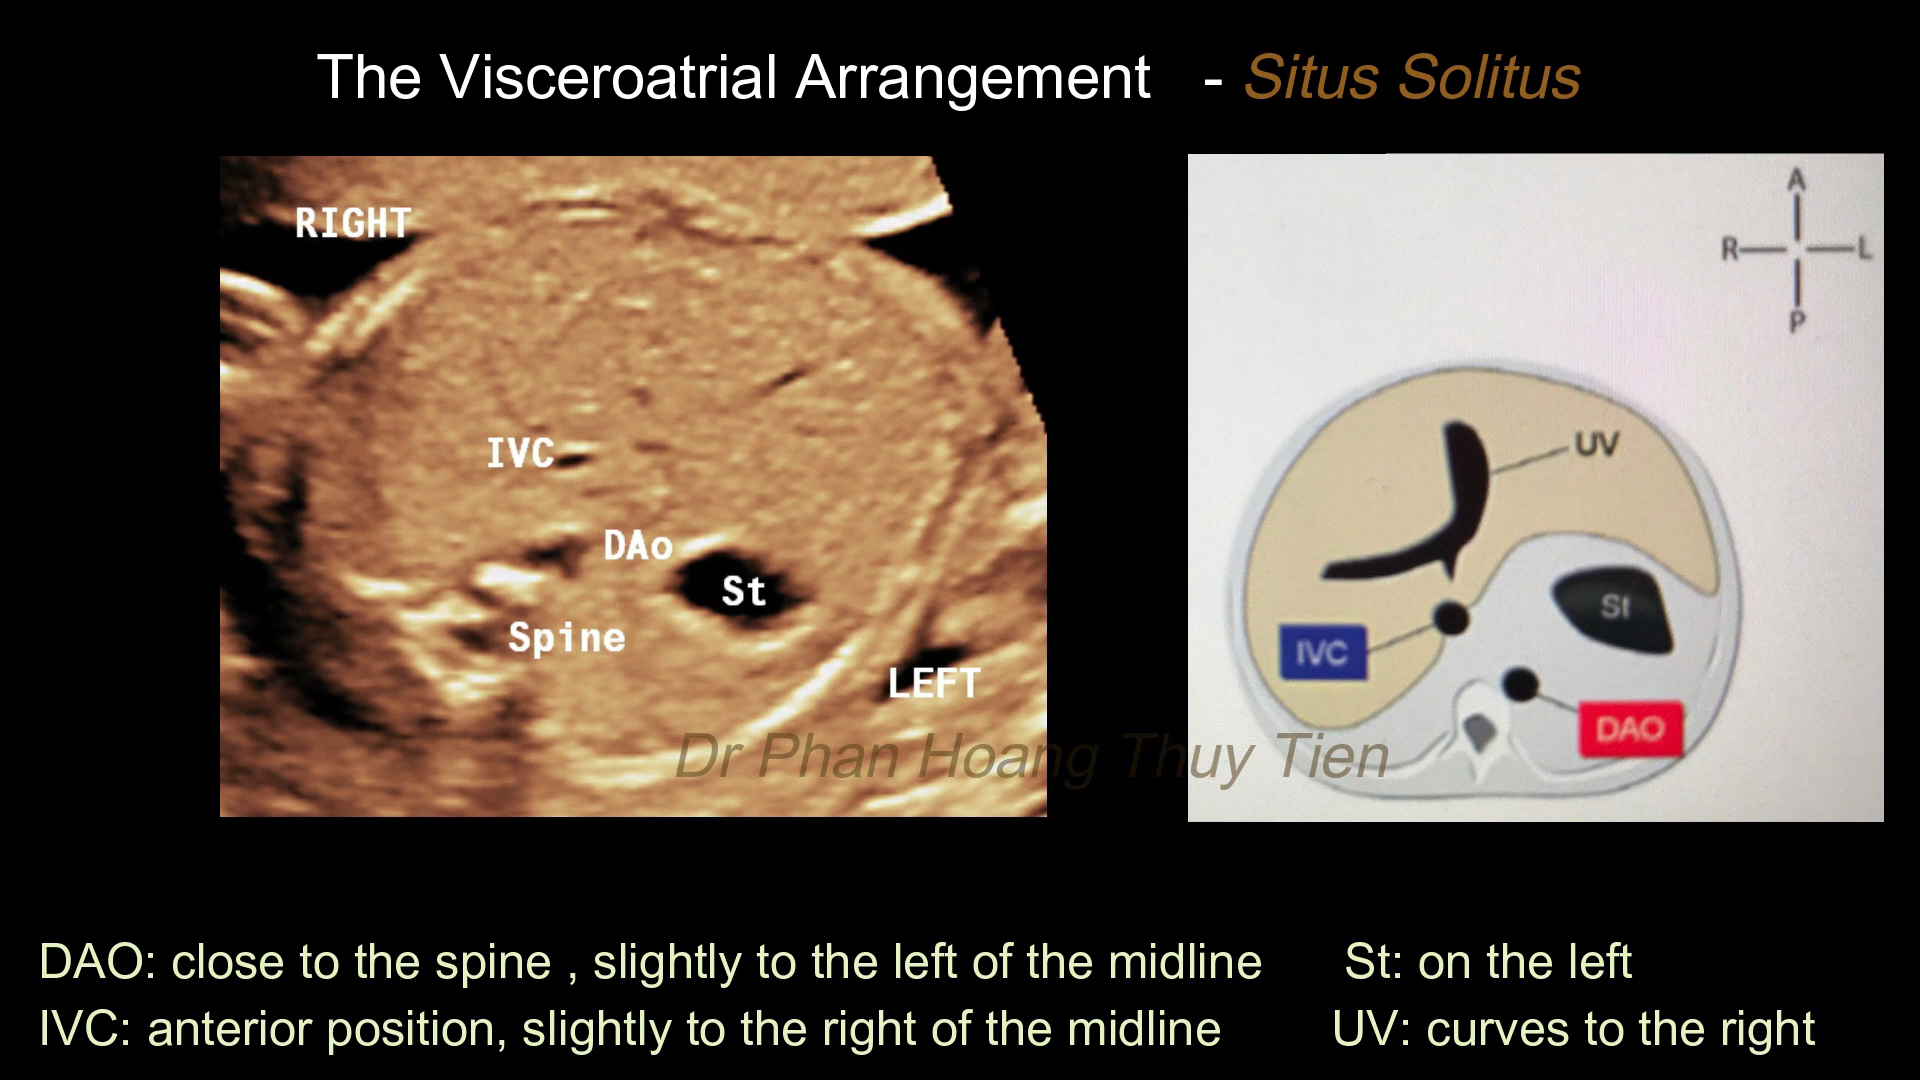 The Visceroatrial Arrangement - Situs Solitus
RIGHT
IVC
DAo
St
Spine
LEFT
A
R L
P
UV
St
IVC
DAO
Dr Phan Hoang Thuy Tien
DAO: close to the spine , slightly to the left of the midline St: on the left
IVC: anterior position, slightly to the right of the midline UV: curves to the right